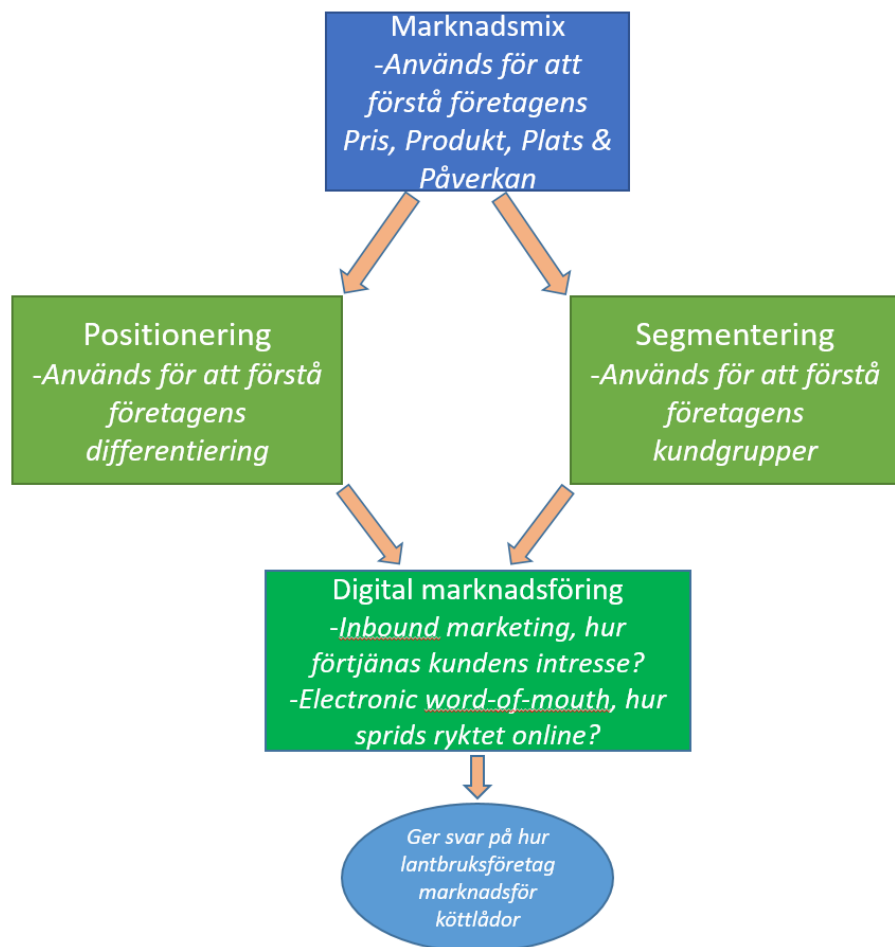 Marknadsmix
-Används för att
förstå företagens
Pris, Produkt, Plats &
Påverkan
Positionering
-Används för att förstå
företagens
differentiering
Segmentering
-Används för att förstå
företagens
kundgrupper
Digital marknadsföring
-Inbound marketing, hur
förtjänas kundens intresse?
-Electronic word-of-mouth, hur
sprids ryktet online?
Ger svar på hur
lantbruksföretag
marknadsför
köttlådor